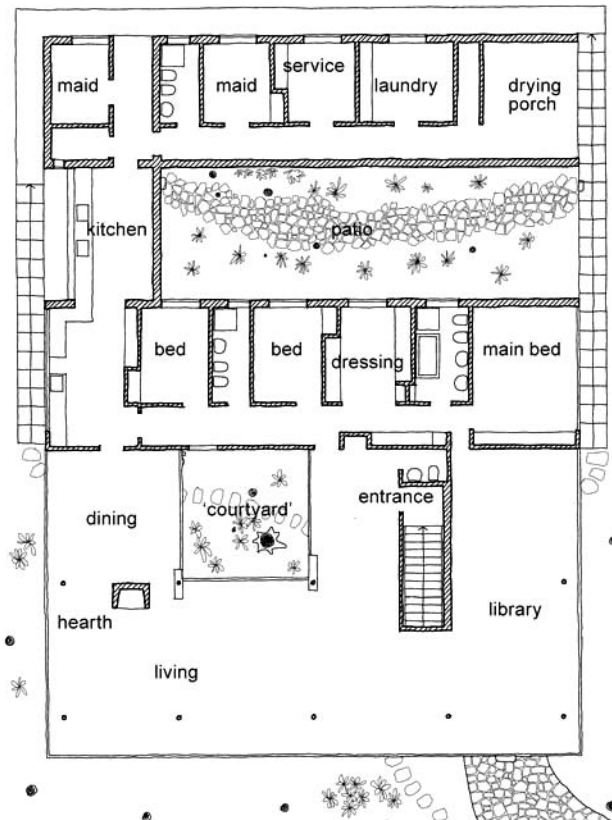 service
maid
maid
laundry
drying
porch
kitchen
patio
bed
bed
dressing
main bed
dining
'courtyard'
entrance
library
hearth
living